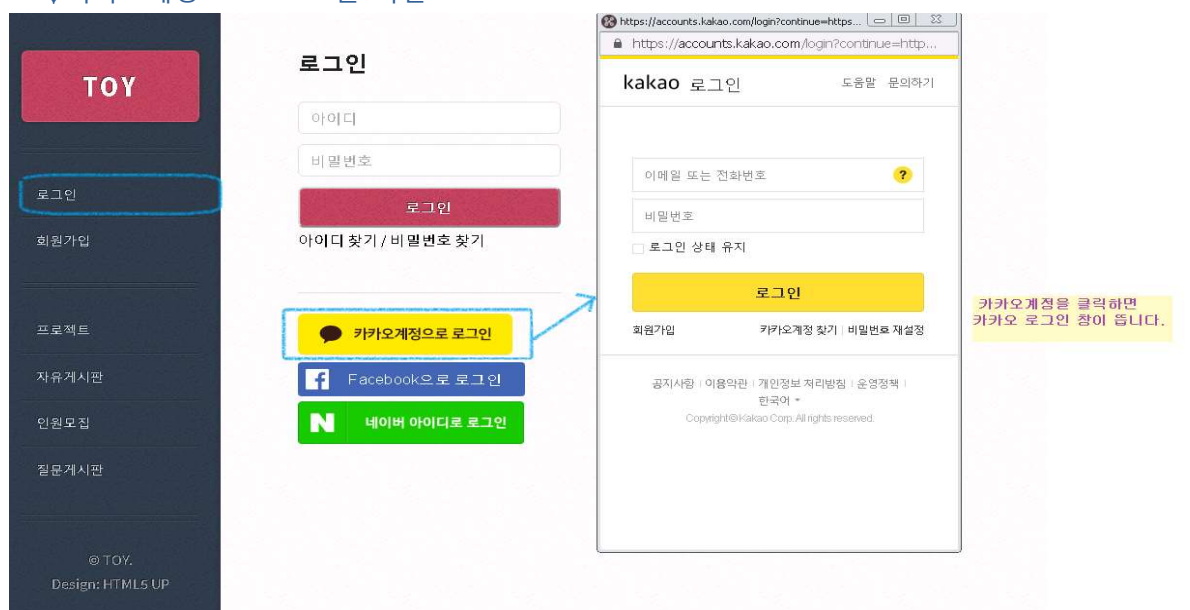 TOY
로그인
회원가입
프로젝트
자유게시판
인원모집
질문게시판
© TOY.
Design: HTML5 UP
로그인
아이디
비밀번호
로그인
아이디 찾기 / 비밀번호 찾기
카카오계정으로 로그인
Facebook으로 로그인
네이버 아이디로 로그인
https://accounts.kakao.com/login?continue=https...
https://accounts.kakao.com/login?continue=http...
kakao 로그인 도움말 문의하기
이메일 또는 전화번호 ?
비밀번호
로그인 상태 유지
로그인
회원가입 카카오계정 찾기 | 비밀번호 재설정
공지사항 | 이용약관 | 개인정보 처리방침 | 운영정책 |
한국어
Copyright © Kakao Corp. All rights reserved.
카카오계정을 클릭하면
카카오 로그인 창이 뜹니다.